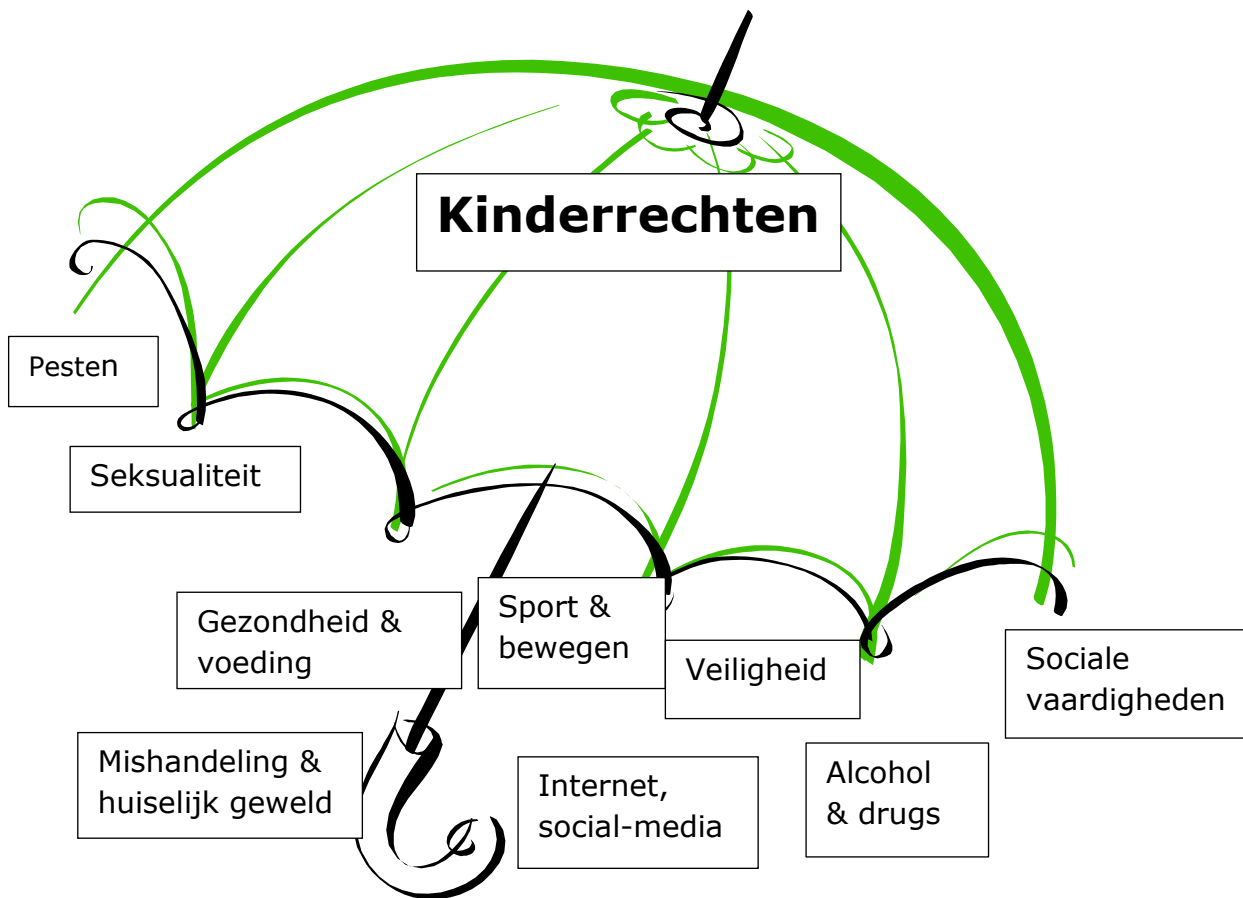 Kinderrechten
Pesten
Seksualiteit
Gezondheid &
voeding
Sport &
bewegen
Veiligheid
Sociale
vaardigheden
Mishandeling &
huiselijk geweld
Internet,
social-media
Alcohol
& drugs